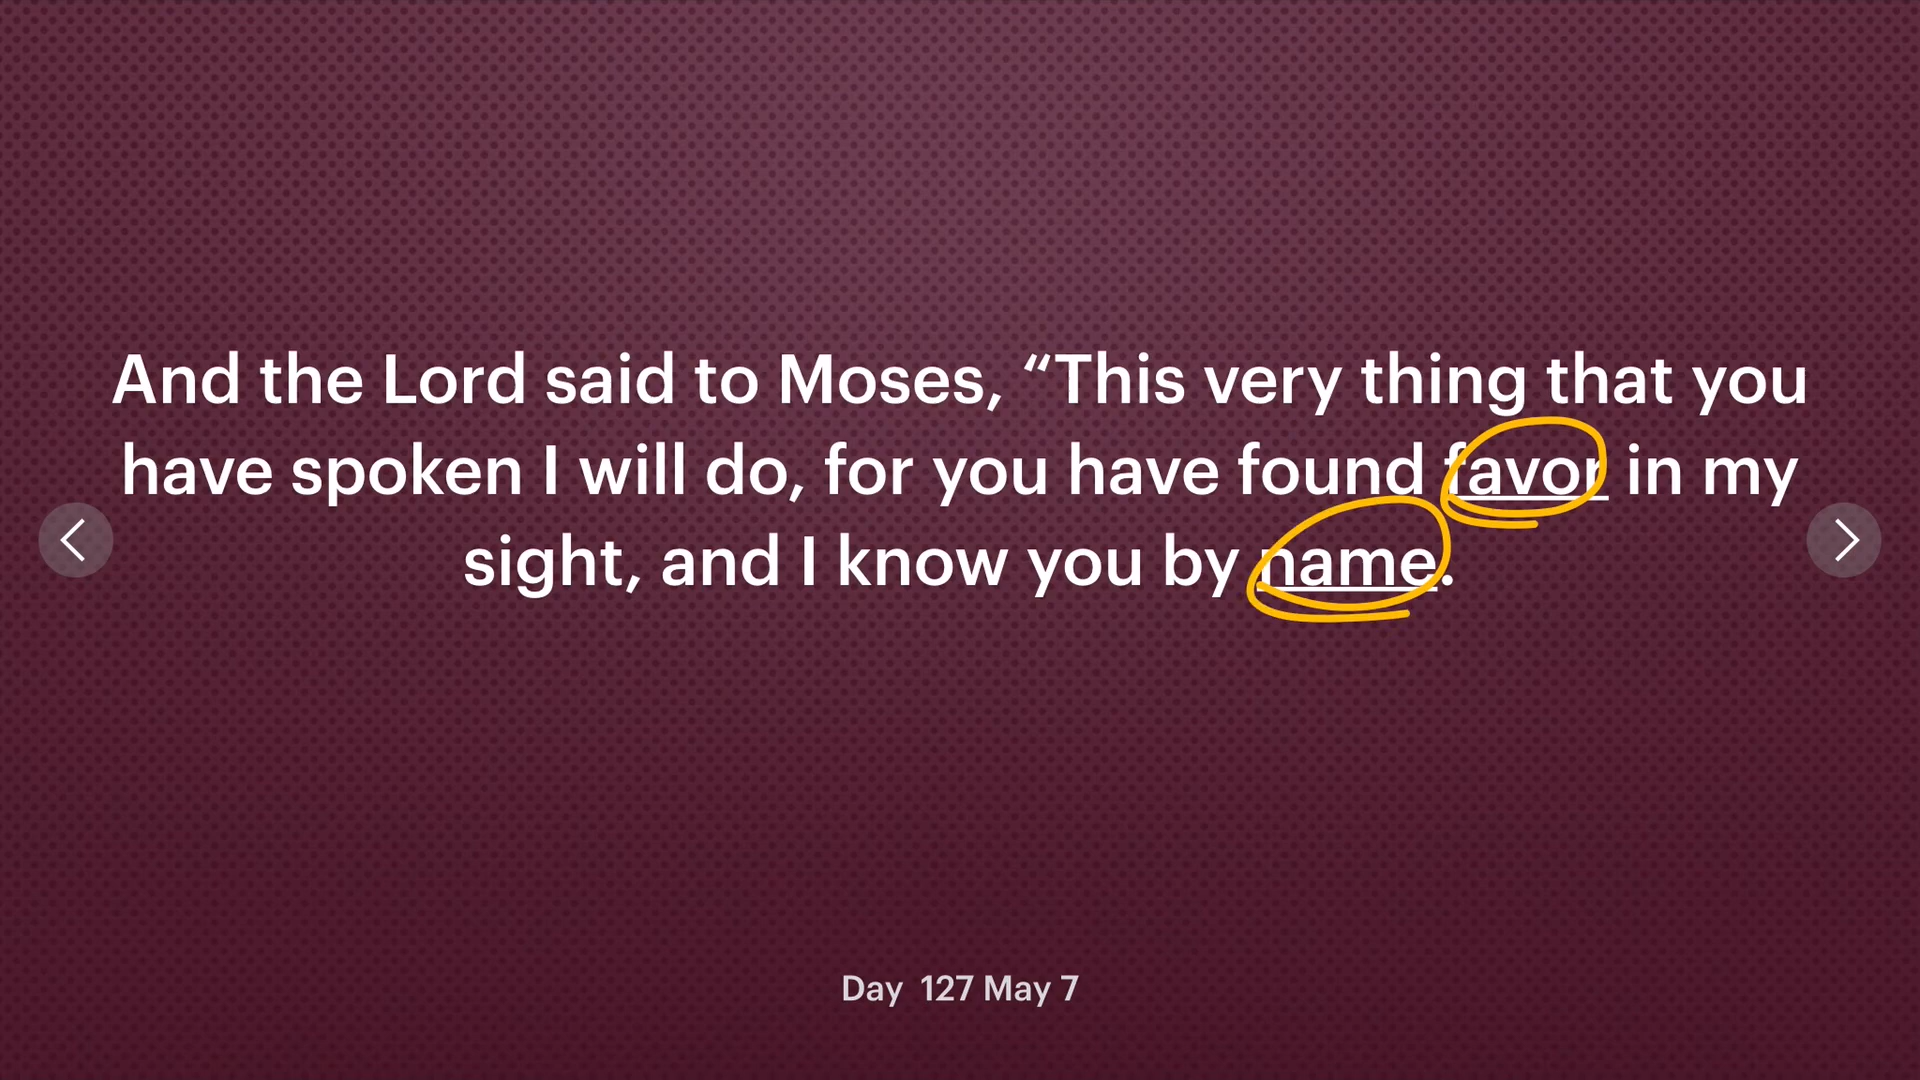 And the Lord said to Moses, “This very thing that you
have spoken I will do, for you have found favor in my
sight, and I know you by name.
Day 127 May 7